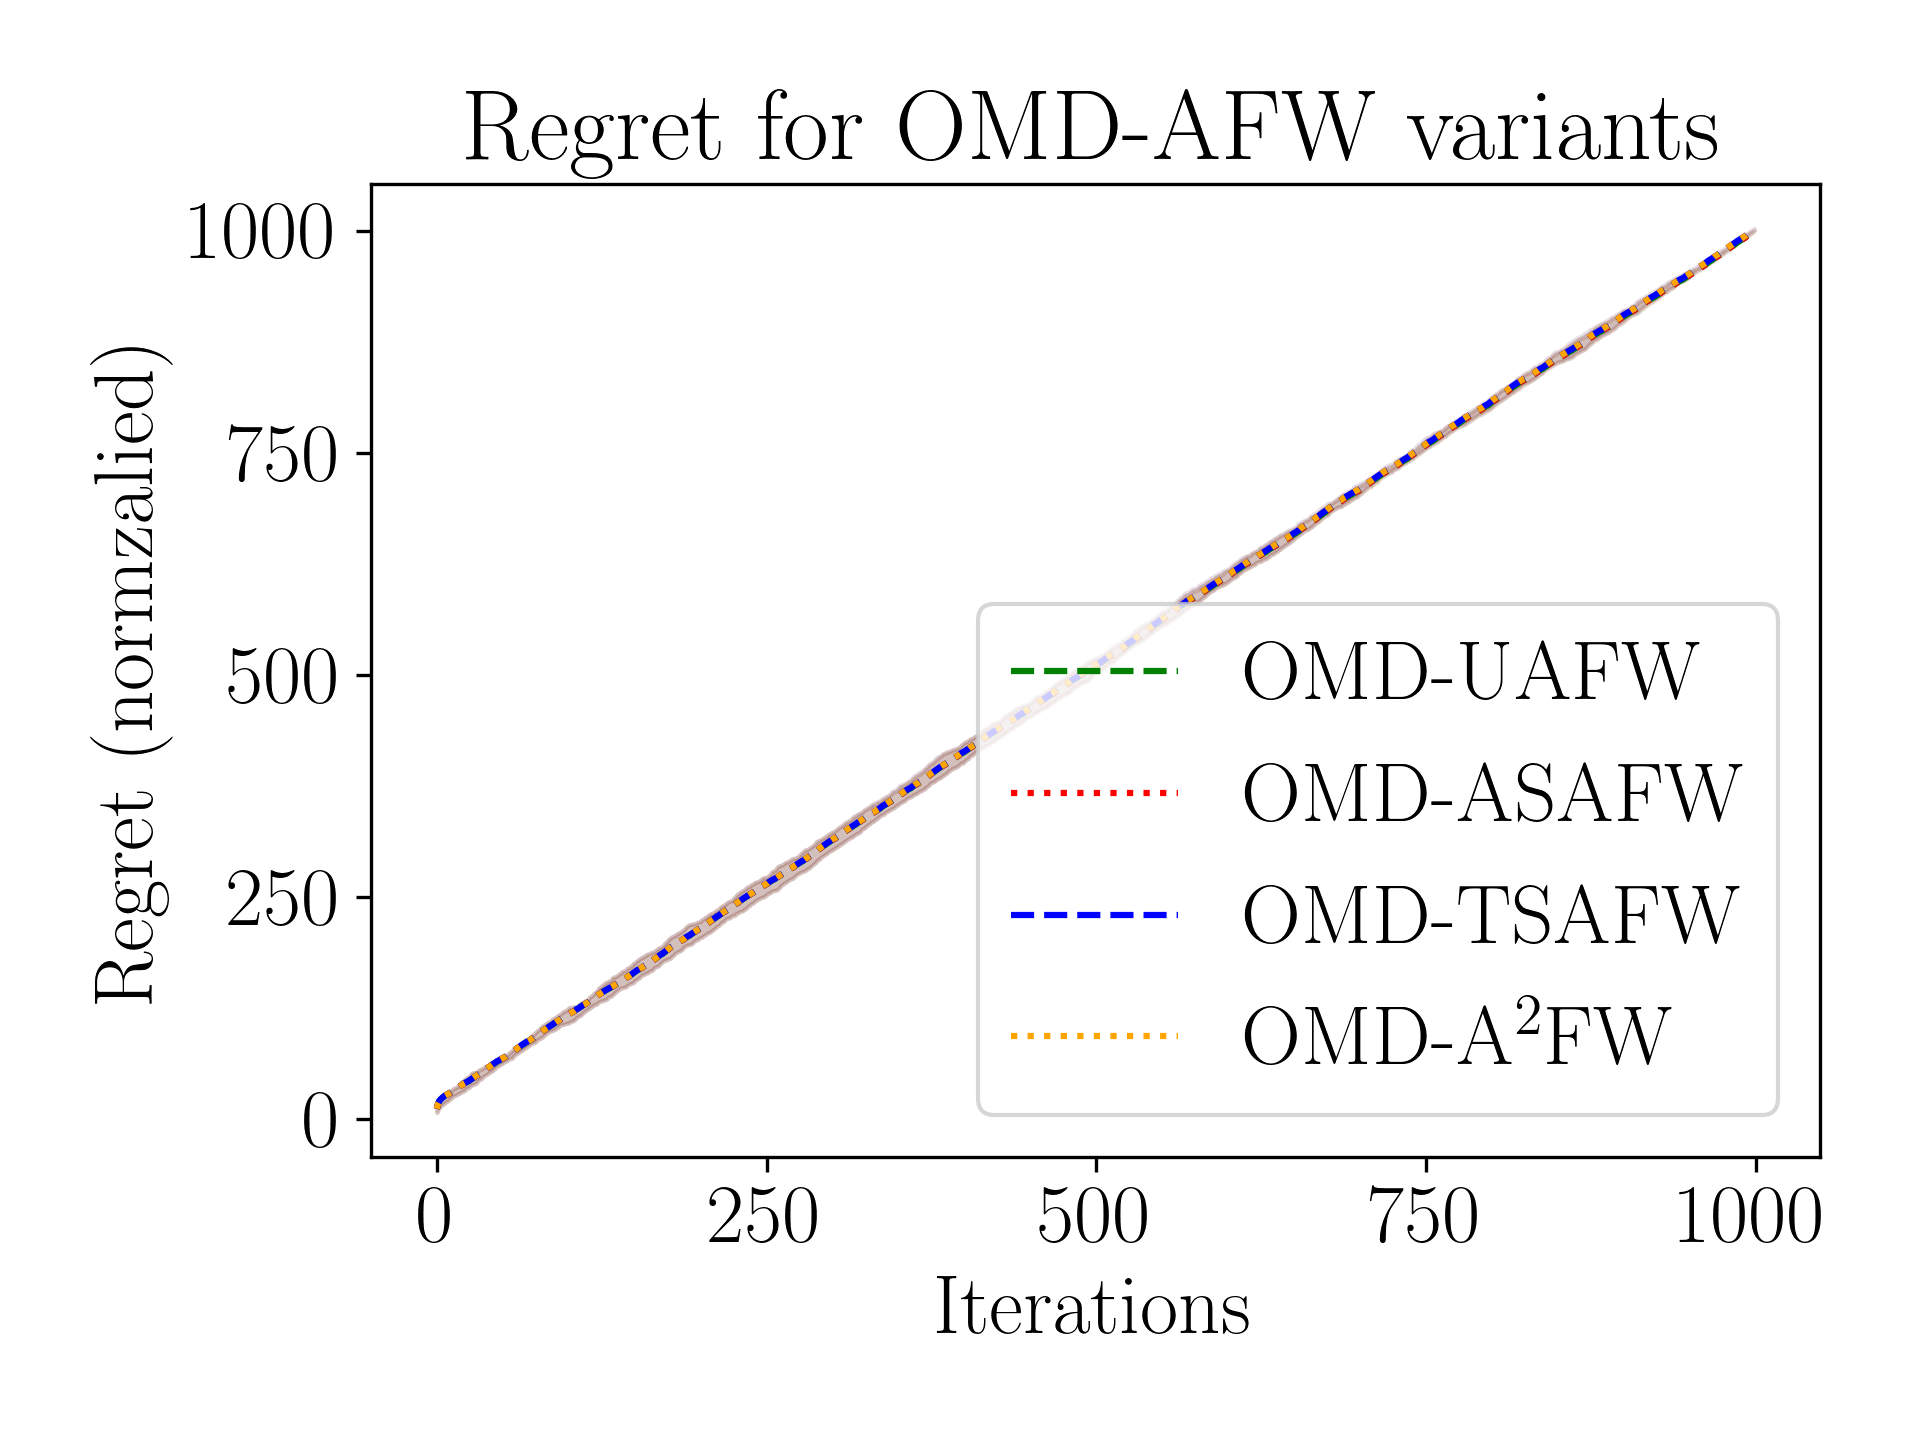 Regret for OMD-AFW variants
Regret (normzalied)
1000
750
500
250
0
OMD-UAFW
OMD-ASAFW
OMD-TSAFW
OMD-A²FW
0 250 500 750 1000
Iterations